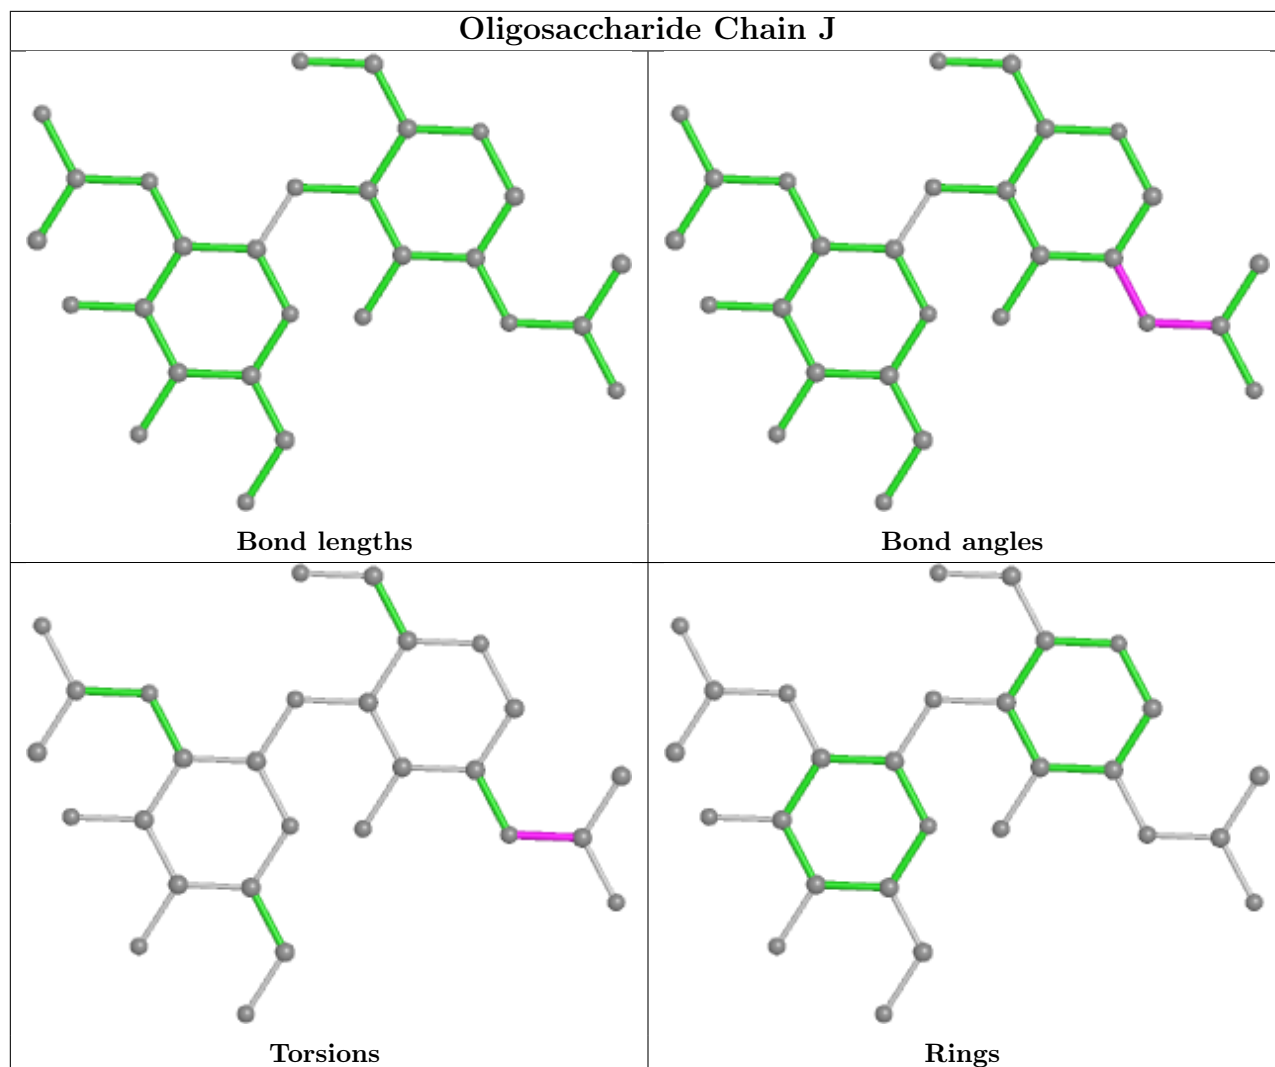 Oligosaccharide Chain J
Bond lengths
Bond angles
Torsions
Rings